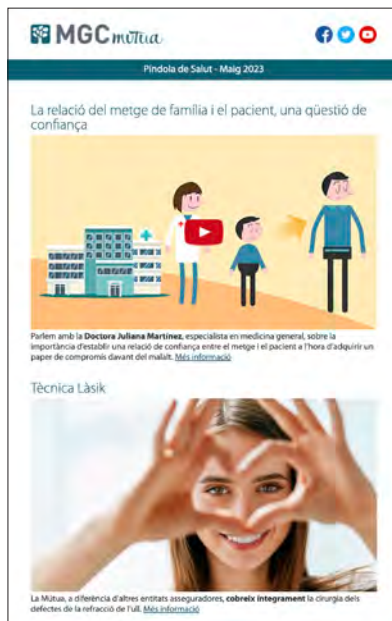 MGC mútua
Píndola de Salut - Maig 2023
La relació del metge de família i el pacient, una qüestió de
confiança
Parlem amb la Doctora Juliana Martínez, especialista en medicina general, sobre la
importància d'establir una relació de confiança entre el metge i el pacient a l'hora d'adquirir un
paper de compromís davant del malalt. Més informació
Tècnica Làsik
La Mútua, a diferència d'altres entitats asseguradores, cobreix íntegrament la cirurgia dels
defectes de la refracció de l'ull. Més informació